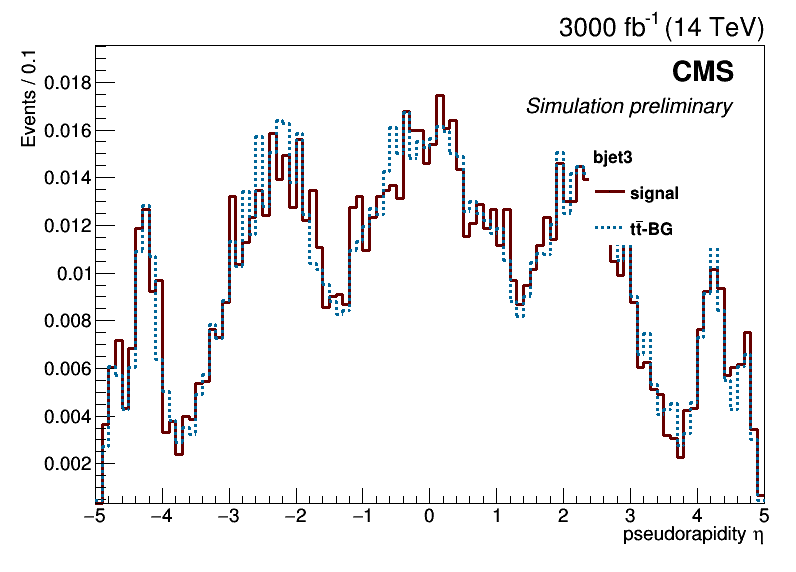 3000 fb⁻¹ (14 TeV)
Events / 0.1
CMS
Simulation preliminary
0.018
0.016
0.014
0.012
0.01
0.008
0.006
0.004
0.002
bjet3
signal
tt̄-BG
−5 −4 −3 −2 −1 0 1 2 3 4 5
pseudorapidity η